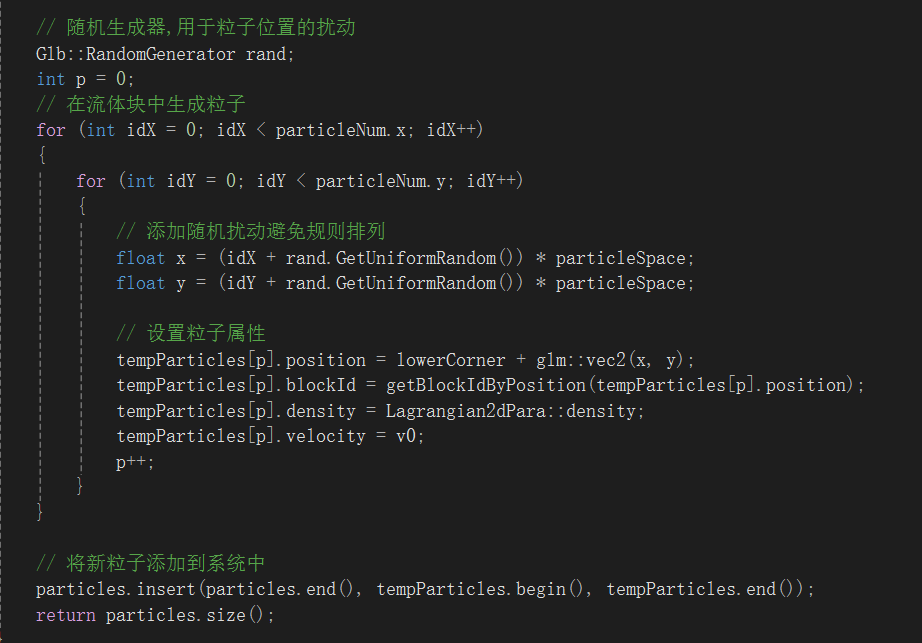 // 随机生成器,用于粒子位置的扰动
Glb::RandomGenerator rand;
int p = 0;
// 在流体块中生成粒子
for (int idX = 0; idX < particleNum.x; idX++)
{
for (int idY = 0; idY < particleNum.y; idY++)
{
// 添加随机扰动避免规则排列
float x = (idX + rand.GetUniformRandom()) * particleSpace;
float y = (idY + rand.GetUniformRandom()) * particleSpace;
// 设置粒子属性
tempParticles[p].position = lowerCorner + glm::vec2(x, y);
tempParticles[p].blockId = getBlockIdByPosition(tempParticles[p].position);
tempParticles[p].density = Lagrangian2dPara::density;
tempParticles[p].velocity = v0;
p++;
}
}
// 将新粒子添加到系统中
particles.insert(particles.end(), tempParticles.begin(), tempParticles.end());
return particles.size();